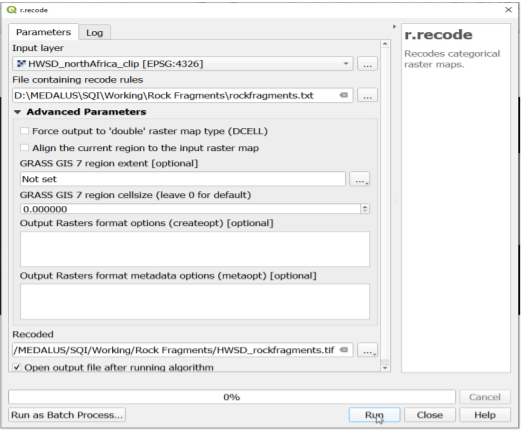 r.recode
Parameters
Log
Input layer
HWSD_northAfrica_clip [EPSG:4326]
...
File containing recode rules
D:\MEDALUS\SQI\Working\Rock Fragments\rockfragments.txt
...
Advanced Parameters
Force output to 'double' raster map type (DCELL)
Align the current region to the input raster map
GRASS GIS 7 region extent [optional]
Not set
...
GRASS GIS 7 region cellsize (leave 0 for default)
0.000000
Output Rasters format options (createopt) [optional]
Output Rasters format metadata options (metaopt) [optional]
Recoded
/MEDALUS/SQI/Working/Rock Fragments/HWSD_rockfragments.tif
...
Open output file after running algorithm
r.recode
Recodes categorical
raster maps.
0%
Cancel
Run as Batch Process...
Run
Close
Help